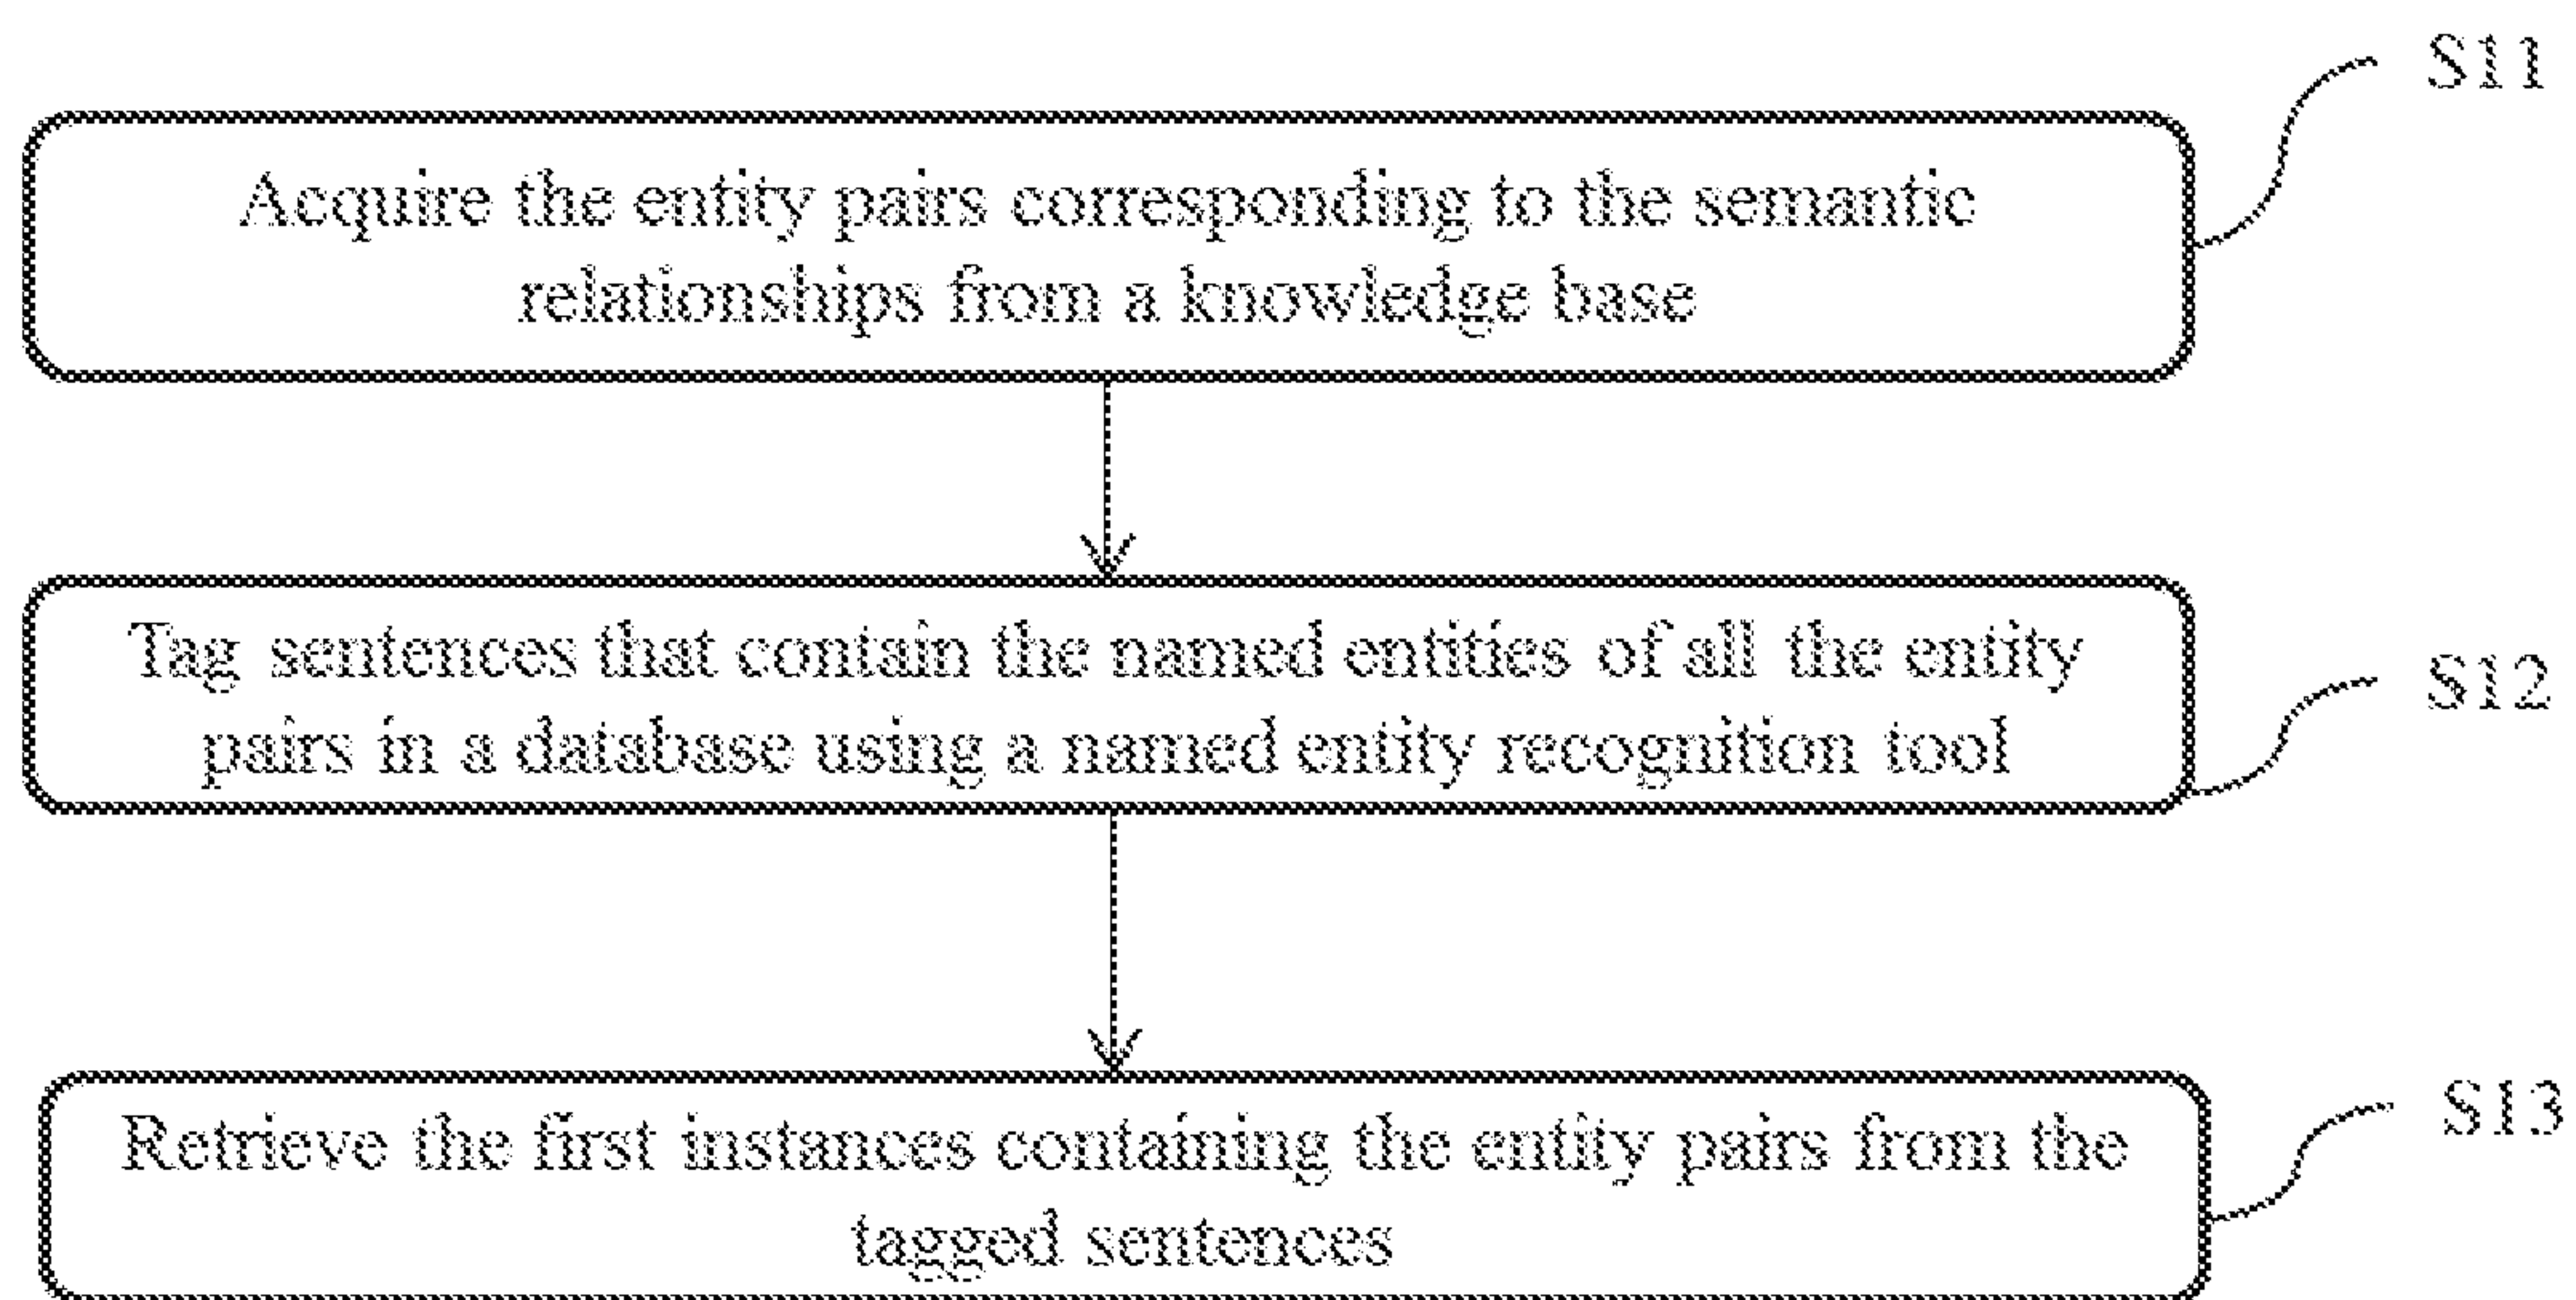 S11
Acquire the entity pairs corresponding to the semantic
relationships from a knowledge base
Tag sentences that contain the named entities of all the entity
pairs in a database using a named entity recognition tool
S12
Retrieve the first instances containing the entity pairs from the
tagged sentences
S13